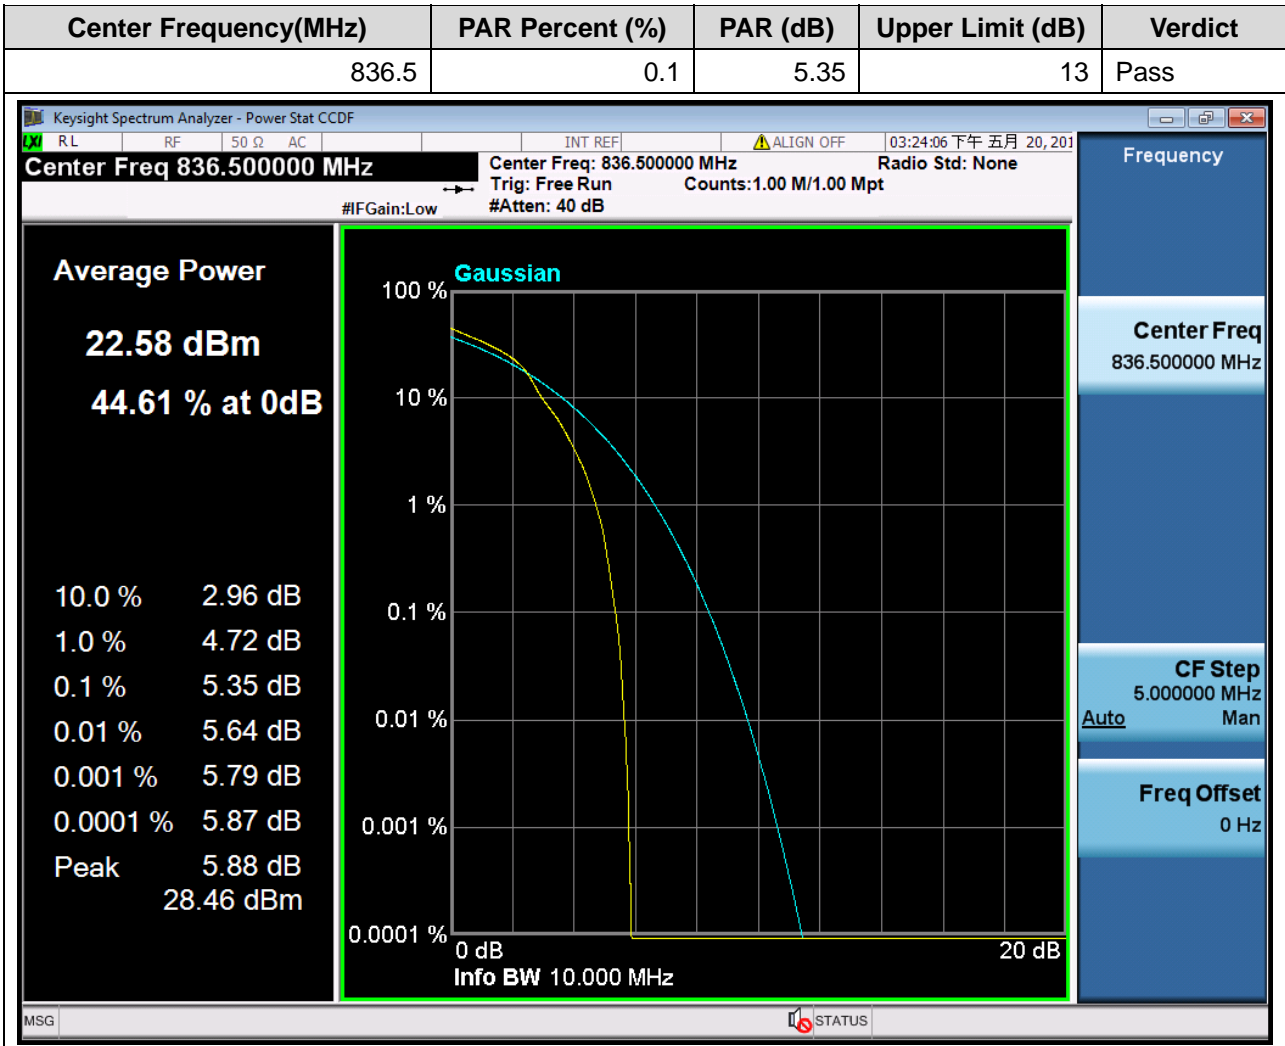 Center Frequency(MHz) PAR Percent (%) PAR (dB) Upper Limit (dB) Verdict
836.5 0.1 5.35 13 Pass
Keysight Spectrum Analyzer - Power Stat CCDF
LXI RL RF 50 Ω AC INT REF ALIGN OFF 03:24:06 下午 五月 20, 201
Center Freq 836.500000 MHz
Center Freq: 836.500000 MHz Radio Std: None
Trig: Free Run Counts:1.00 M/1.00 Mpt
#IFGain:Low #Atten: 40 dB
Average Power
22.58 dBm
44.61 % at 0dB
10.0 % 2.96 dB
1.0 % 4.72 dB
0.1 % 5.35 dB
0.01 % 5.64 dB
0.001 % 5.79 dB
0.0001 % 5.87 dB
Peak 5.88 dB
28.46 dBm
Gaussian
100 %
10 %
1 %
0.1 %
0.01 %
0.001 %
0.0001 %
0 dB 20 dB
Info BW 10.000 MHz
Frequency
Center Freq
836.500000 MHz
CF Step
5.000000 MHz
Auto Man
Freq Offset
0 Hz
MSG STATUS